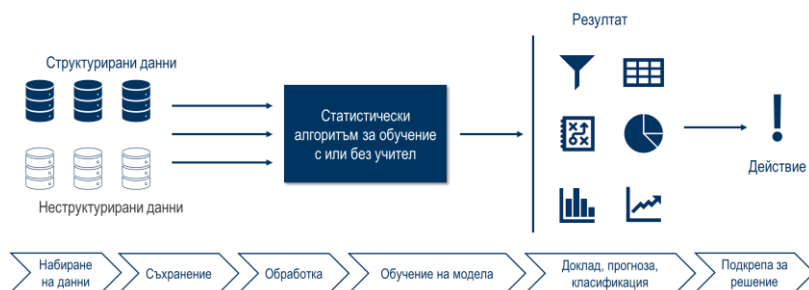 Резултат
Структурирани данни
Статистически
алгоритъм за обучение
с или без учител
Действие
Неструктурирани данни
Набиране
на данни
Съхранение
Обработка
Обучение на модела
Доклад, прогноза,
класификация
Подкрепа за
решение